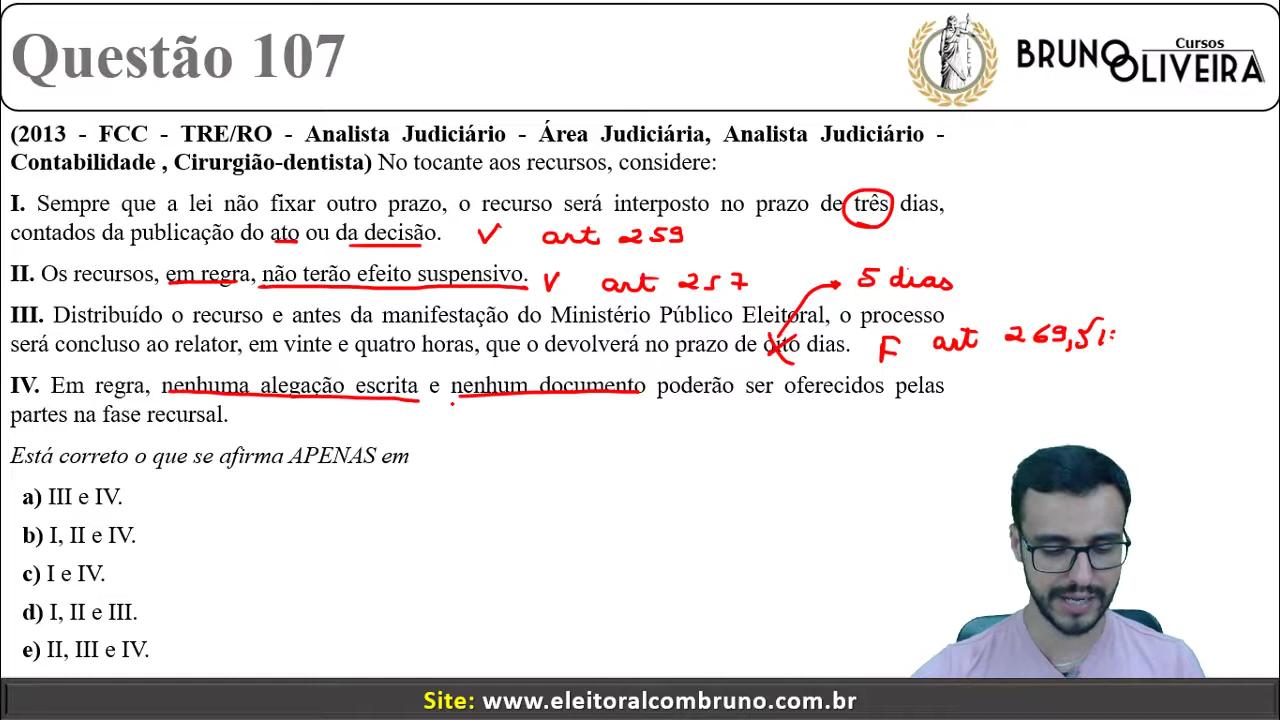 Questão 107
Cursos
BRUNO OLIVEIRA
LEX
(2013 - FCC - TRE/RO - Analista Judiciário - Área Judiciária, Analista Judiciário -
Contabilidade , Cirurgião-dentista) No tocante aos recursos, considere:
I. Sempre que a lei não fixar outro prazo, o recurso será interposto no prazo de três dias,
contados da publicação do ato ou da decisão. V art 259
II. Os recursos, em regra, não terão efeito suspensivo. V art 257 5 dias
III. Distribuído o recurso e antes da manifestação do Ministério Público Eleitoral, o processo
será concluso ao relator, em vinte e quatro horas, que o devolverá no prazo de oito dias. F art 269, §1º
IV. Em regra, nenhuma alegação escrita e nenhum documento poderão ser oferecidos pelas
partes na fase recursal.
Está correto o que se afirma APENAS em
a) III e IV.
b) I, II e IV.
c) I e IV.
d) I, II e III.
e) II, III e IV.
Site: www.eleitoralcombruno.com.br